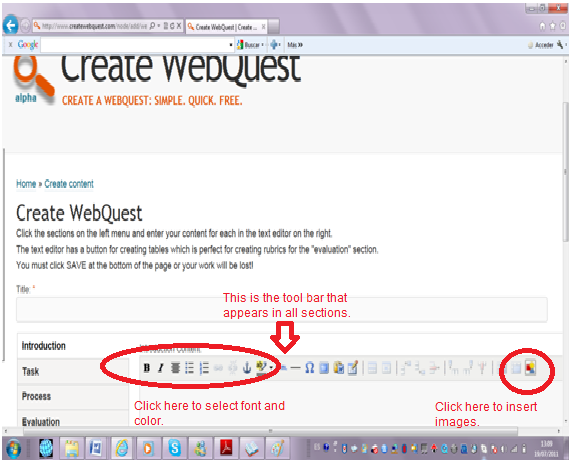 http://www.createwebquest.com/node/add/we
Create WebQuest | Create ...
Google
Buscar
Más »
Acceder
Create WebQuest
alpha
CREATE A WEBQUEST: SIMPLE. QUICK. FREE.
Home » Create content
Create WebQuest
Click the sections on the left menu and enter your content for each in the text editor on the right.
The text editor has a button for creating tables which is perfect for creating rubrics for the "evaluation" section.
You must click SAVE at the bottom of the page or your work will be lost!
Title: *
This is the tool bar that
appears in all sections.
Introduction
Introduction Content:
Task
B I
Process
Click here to select font and
color.
Click here to insert
images.
Evaluation
ES
13:09
19/07/2013